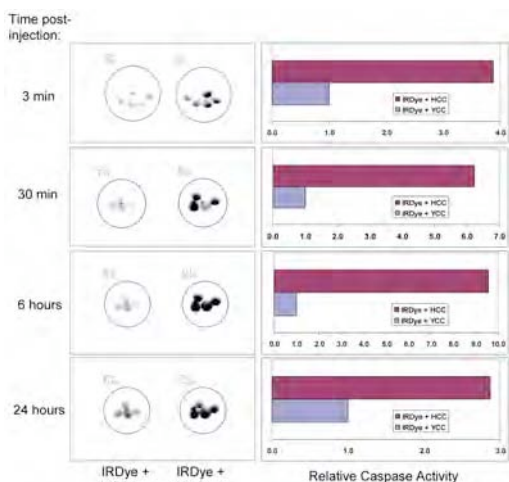 Time post-
injection:
3 min
IRDye + HCC
IRDye + YCC
0.0 1.0 2.0 3.0 4.0
30 min
IRDye + HCC
IRDye + YCC
0.0 1.0 2.0 3.0 4.0 5.0 6.0 7.0
6 hours
IRDye + HCC
IRDye + YCC
0.0 1.0 2.0 3.0 4.0 5.0 6.0 7.0 8.0 9.0 10.0
24 hours
IRDye + HCC
IRDye + YCC
0.0 1.0 2.0 3.0
IRDye + IRDye +
Relative Caspase Activity